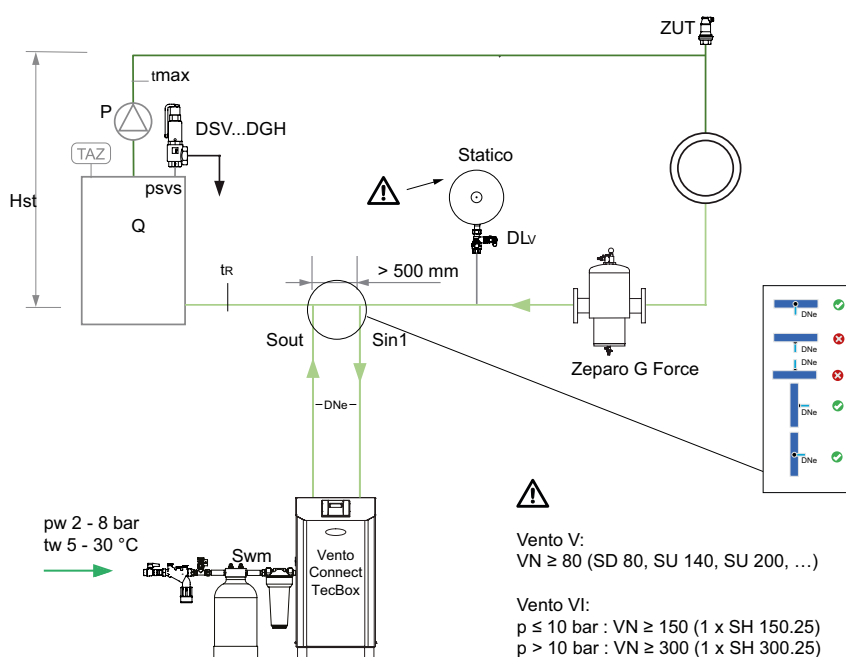 ZUT
tmax
P
DSV...DGH
TAZ
Statico
psvs
Hst
Q
DLv
tR
> 500 mm
Sout
Sin1
Zeparo G Force
DNe
DNe
DNe
DNe
DNe
DNe
pw 2 - 8 bar
tw 5 - 30 °C
Swm
Vento
Connect
TecBox
Vento V:
VN ≥ 80 (SD 80, SU 140, SU 200, …)
Vento VI:
p ≤ 10 bar : VN ≥ 150 (1 x SH 150.25)
p > 10 bar : VN ≥ 300 (1 x SH 300.25)